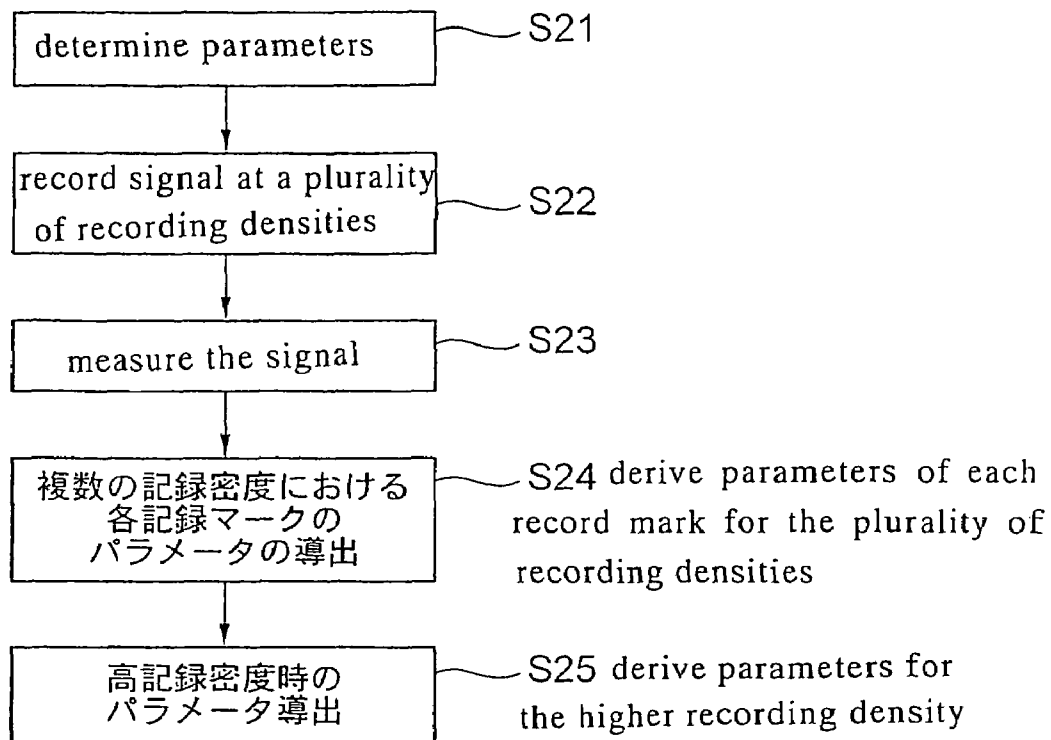 determine parameters
S21
record signal at a plurality
of recording densities
S22
measure the signal
S23
複数の記録密度における
各記録マークの
パラメータの導出
S24 derive parameters of each
record mark for the plurality of
recording densities
高記録密度時の
パラメータ導出
S25 derive parameters for
the higher recording density